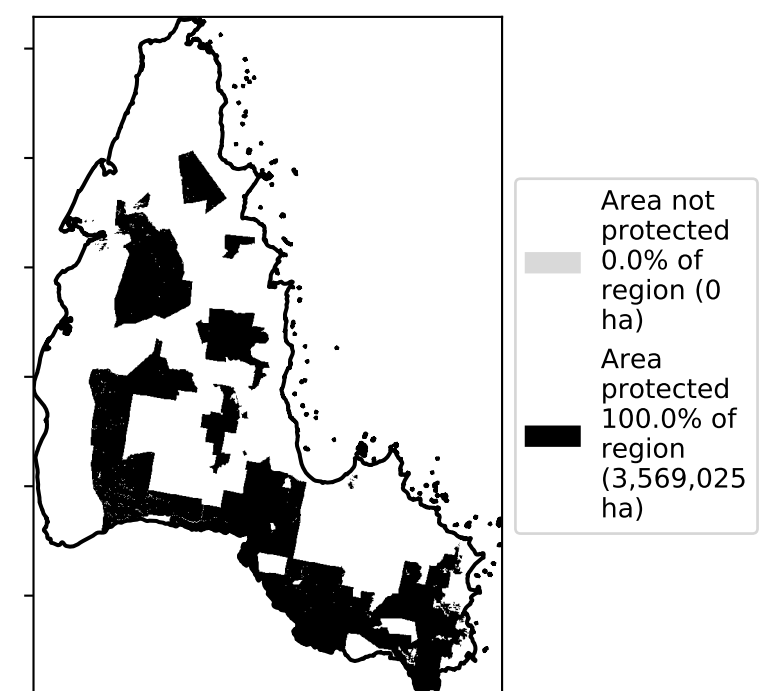 Area not
protected
0.0% of
region (0
ha)
Area
protected
100.0% of
region
(3,569,025
ha)